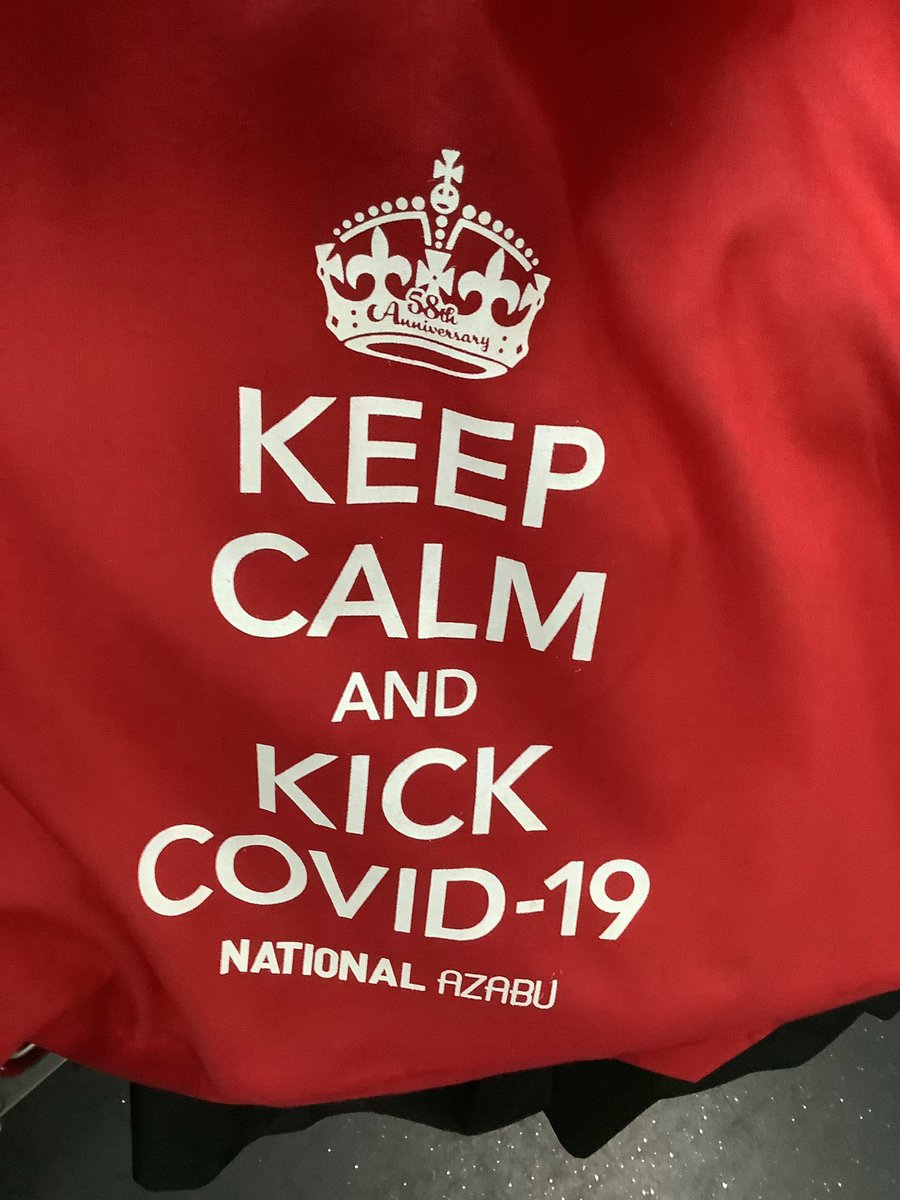 58th
Anniversary
KEEP
CALM
AND
KICK
COVID-19
NATIONAL AZABU